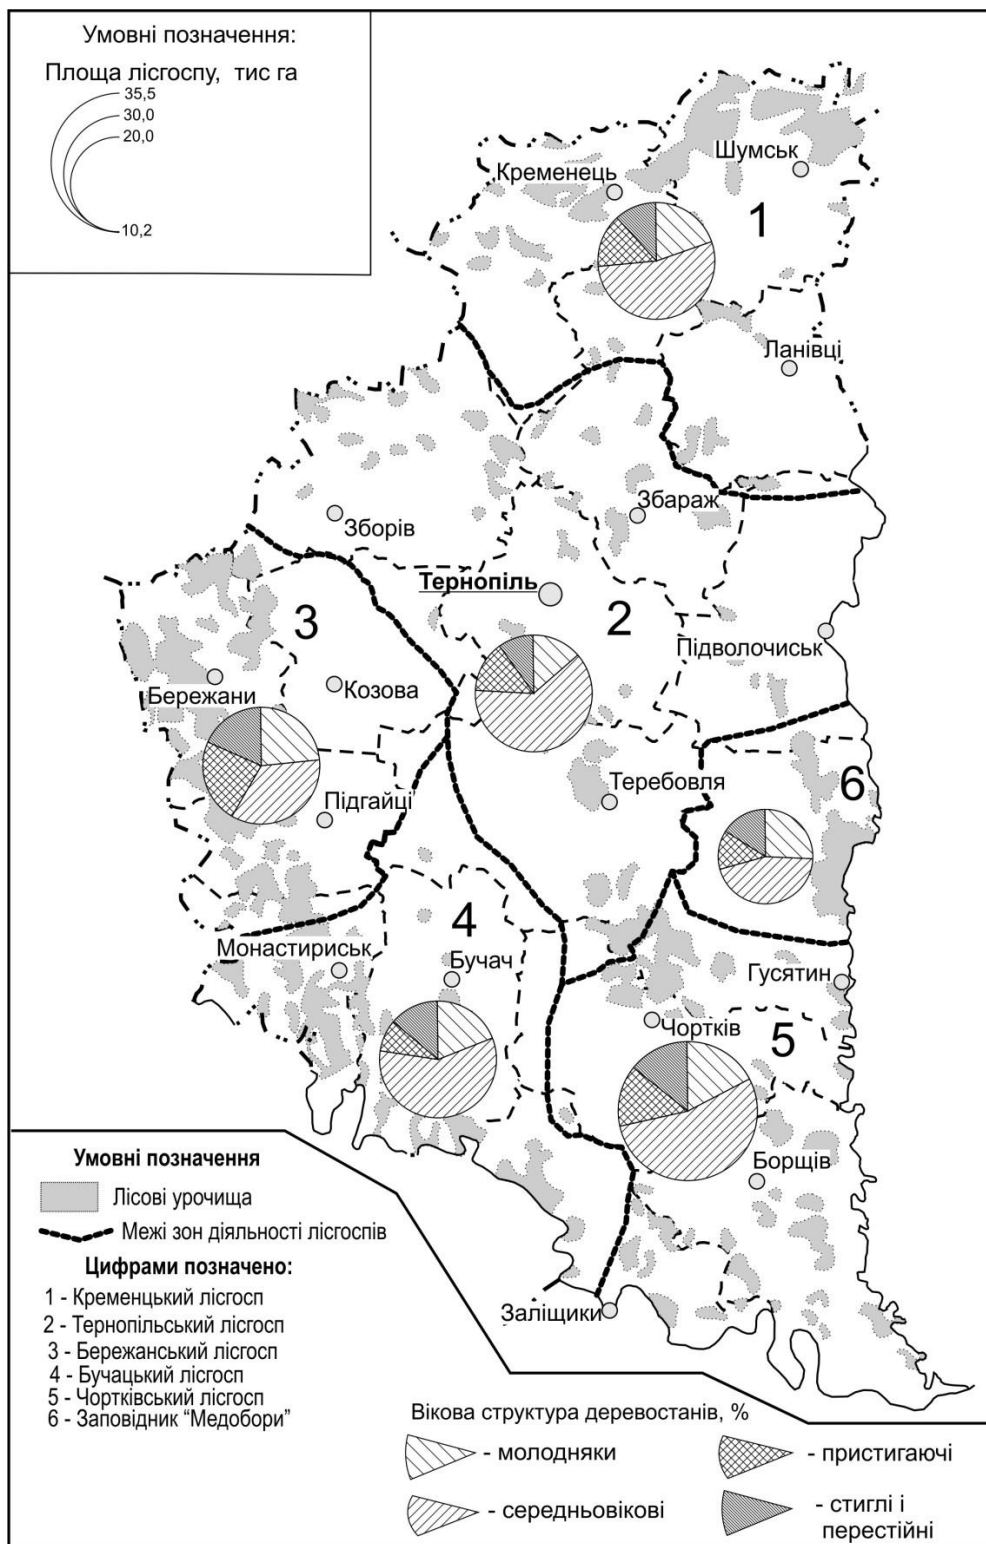 Умовні позначення:
Площа лісгоспу, тис га
35,5
30,0
20,0
10,2
Шумськ
Кременець
1
Ланівці
Збараж
Зборів
Тернопіль
3
2
Підволочиськ
Бережани
Козова
Теребовля
6
Підгайці
4
Монастириськ
Бучач
Гусятин
Чортків
5
Борщів
Заліщики
Умовні позначення
Лісові урочища
Межі зон діяльності лісгоспів
Цифрами позначено:
1 - Кременцький лісгосп
2 - Тернопільський лісгосп
3 - Бережанський лісгосп
4 - Бучацький лісгосп
5 - Чортківський лісгосп
6 - Заповідник “Медобори”
Вікова структура деревостанів, %
- молодняки
- пристигаючі
- середньовікові
- стиглі і
перестійні